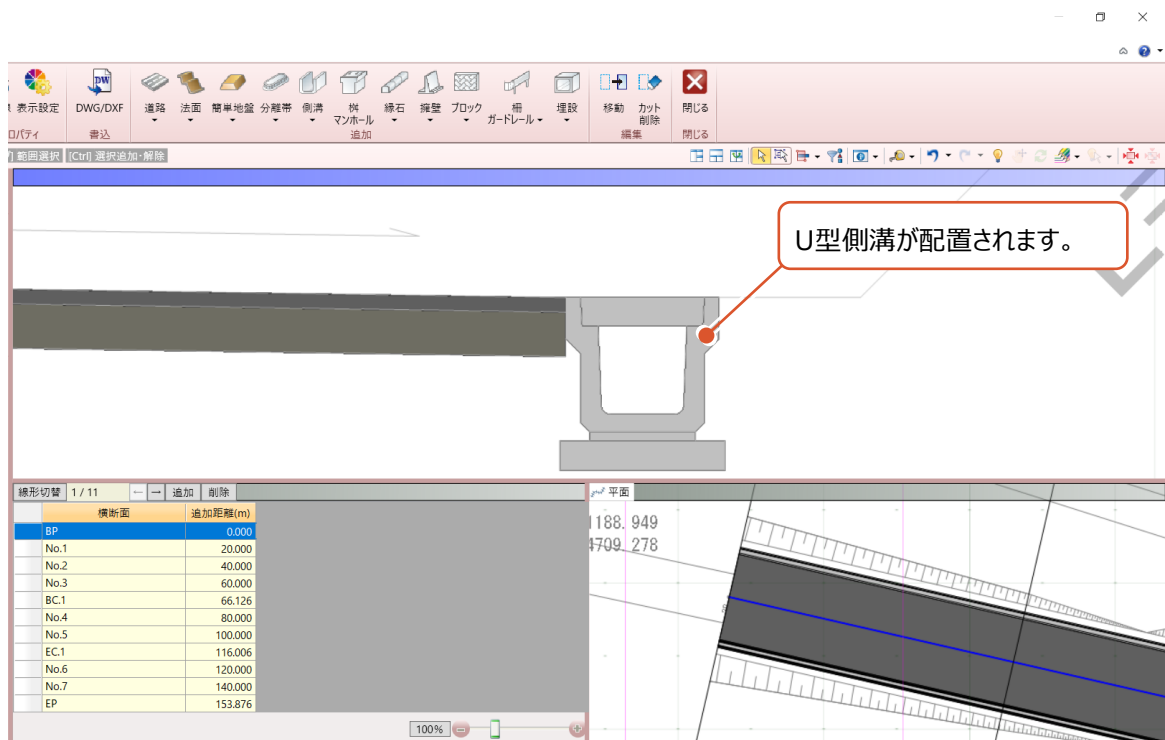 表示設定
DWG/DXF
道路
法面
簡単地盤
分離帯
側溝
桝
マンホール
縁石
擁壁
ブロック
柵
ガードレール
埋設
移動
カット
削除
閉じる
ロパティ
書込
追加
編集
閉じる
範囲選択 [Ctrl] 選択追加・解除
U型側溝が配置されます。
線形切替 1 / 11 ← → 追加 削除
横断面 追加距離(m)
BP 0.000
No.1 20.000
No.2 40.000
No.3 60.000
BC.1 66.126
No.4 80.000
No.5 100.000
EC.1 116.006
No.6 120.000
No.7 140.000
EP 153.876
100%
平面
1188. 949
4709. 278